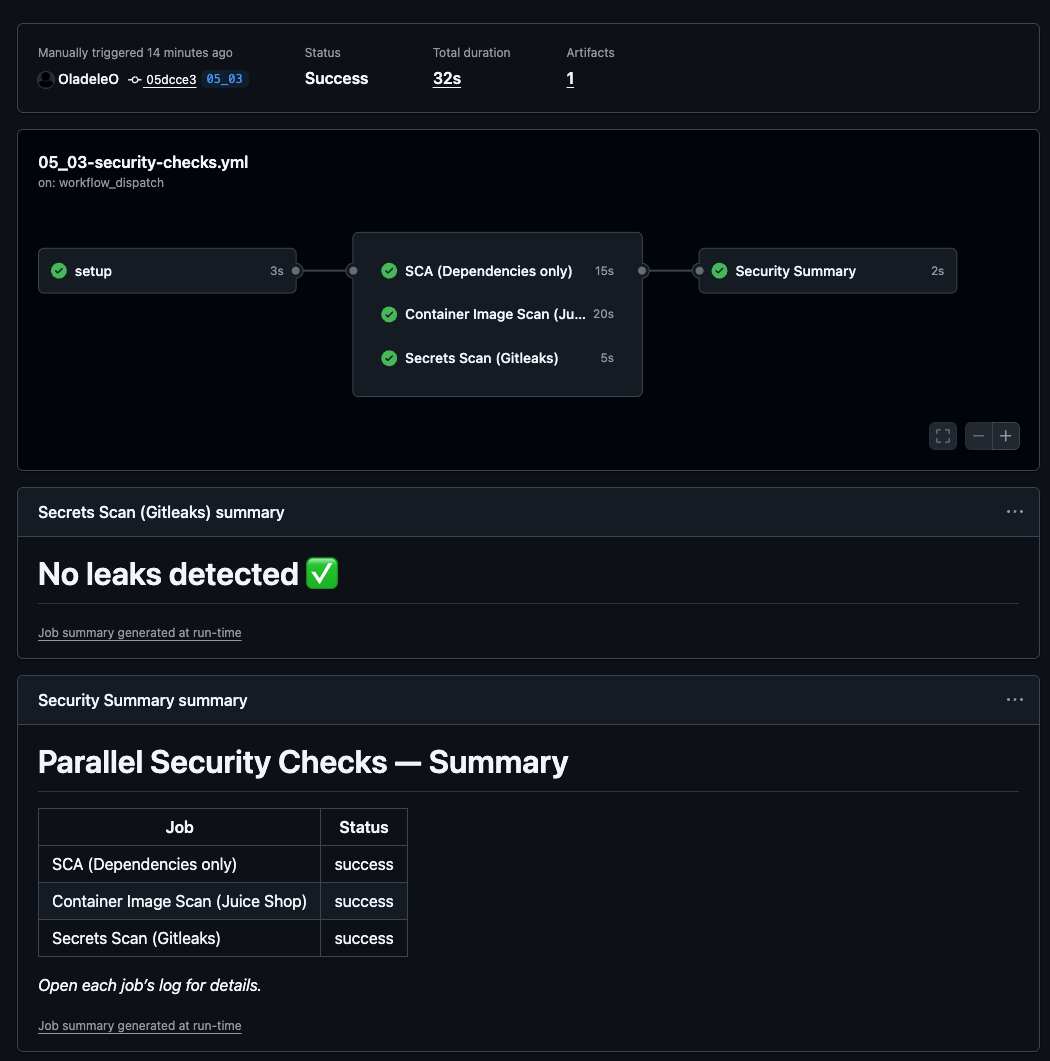 Manually triggered 14 minutes ago
Status
Total duration
Artifacts
OladeleO 05dcce3 05_03
Success
32s
1
05_03-security-checks.yml
on: workflow_dispatch
setup 3s
SCA (Dependencies only) 15s
Container Image Scan (Ju... 20s
Secrets Scan (Gitleaks) 5s
Security Summary 2s
Secrets Scan (Gitleaks) summary
No leaks detected ✅
Job summary generated at run-time
Security Summary summary
Parallel Security Checks — Summary
Job Status
SCA (Dependencies only) success
Container Image Scan (Juice Shop) success
Secrets Scan (Gitleaks) success
Open each job’s log for details.
Job summary generated at run-time